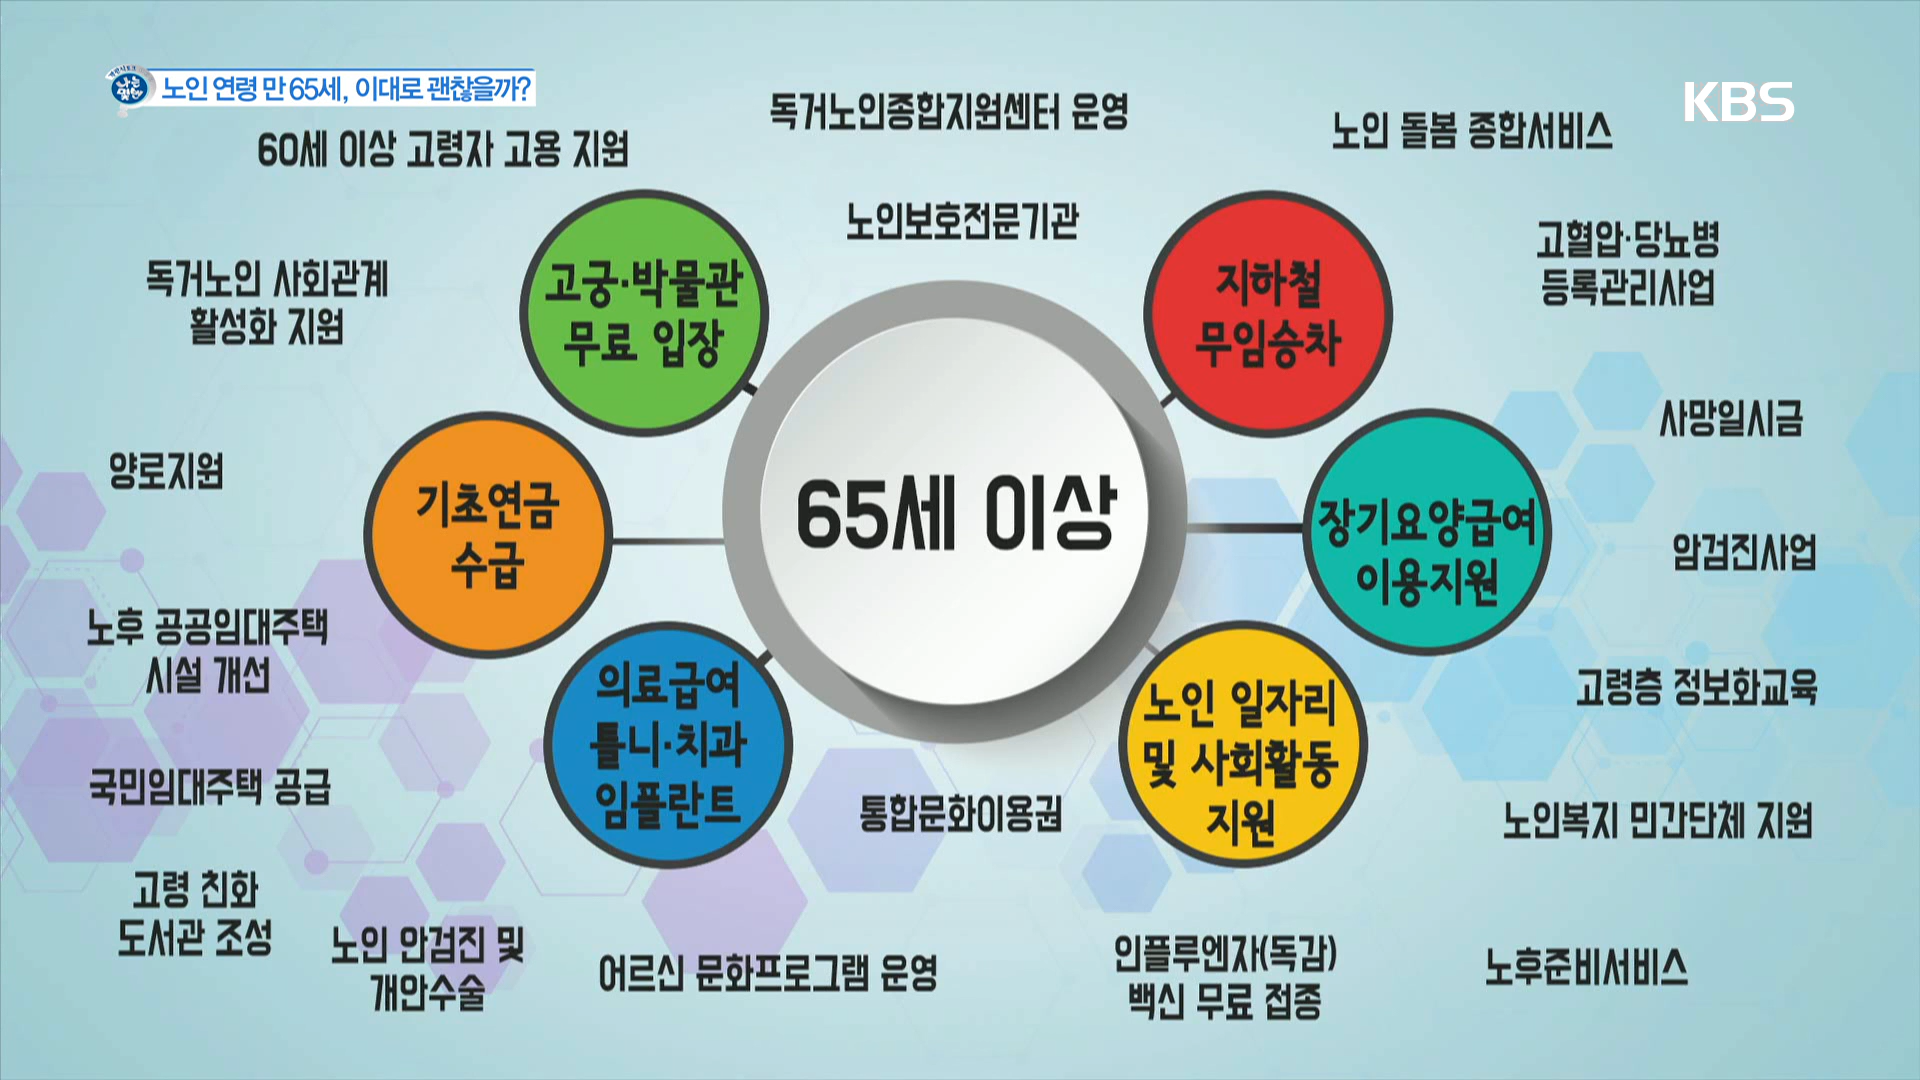 노인 연령 만 65세, 이대로 괜찮을까?
KBS
독거노인종합지원센터 운영
노인 돌봄 종합서비스
60세 이상 고령자 고용 지원
노인보호전문기관
고혈압·당뇨병
등록관리사업
독거노인 사회관계
활성화 지원
고궁·박물관
무료 입장
지하철
무임승차
사망일시금
양로지원
기초연금
수급
65세 이상
장기요양급여
이용지원
암검진사업
노후 공공임대주택
시설 개선
의료급여
틀니·치과
임플란트
노인 일자리
및 사회활동
지원
고령층 정보화교육
국민임대주택 공급
통합문화이용권
노인복지 민간단체 지원
고령 친화
도서관 조성
노인 안검진 및
개안수술
어르신 문화프로그램 운영
인플루엔자(독감)
백신 무료 접종
노후준비서비스